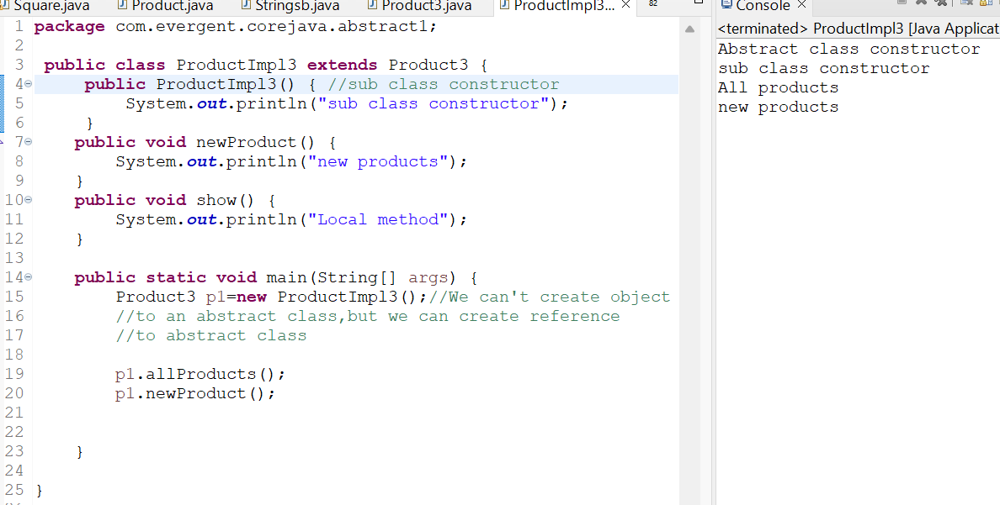 Square.java Product.java Stringsb.java Product3.java ProductImpl3... 82
1 package com.evergent.corejava.abstract1;
2
3 public class ProductImpl3 extends Product3 {
4 public ProductImpl3() { //sub class constructor
5 System.out.println("sub class constructor");
6 }
7 public void newProduct() {
8 System.out.println("new products");
9 }
10 public void show() {
11 System.out.println("Local method");
12 }
13
14 public static void main(String[] args) {
15 Product3 p1=new ProductImpl3();//We can't create object
16 //to an abstract class,but we can create reference
17 //to abstract class
18
19 p1.allProducts();
20 p1.newProduct();
21
22
23 }
24
25 }
Console
<terminated> ProductImpl3 [Java Applicat
Abstract class constructor
sub class constructor
All products
new products